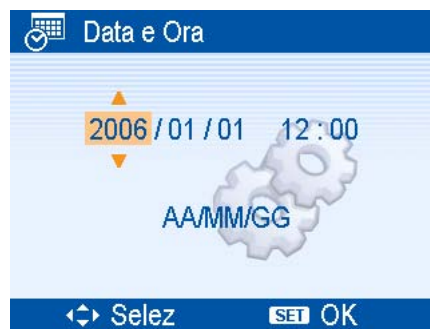 Data e Ora
2006 / 01 / 01 12 : 00
AA/MM/GG
Selez SET OK